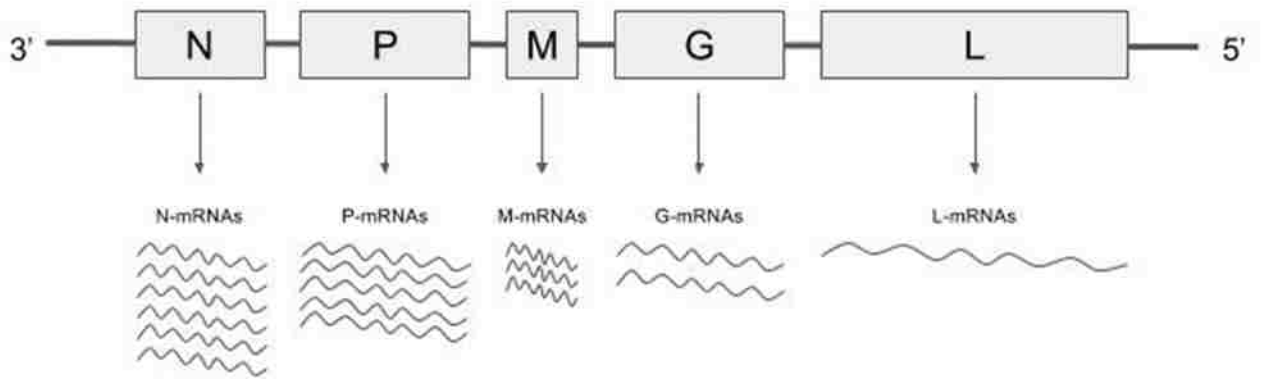 3' N P M G L 5'
N-mRNAs P-mRNAs M-mRNAs G-mRNAs L-mRNAs